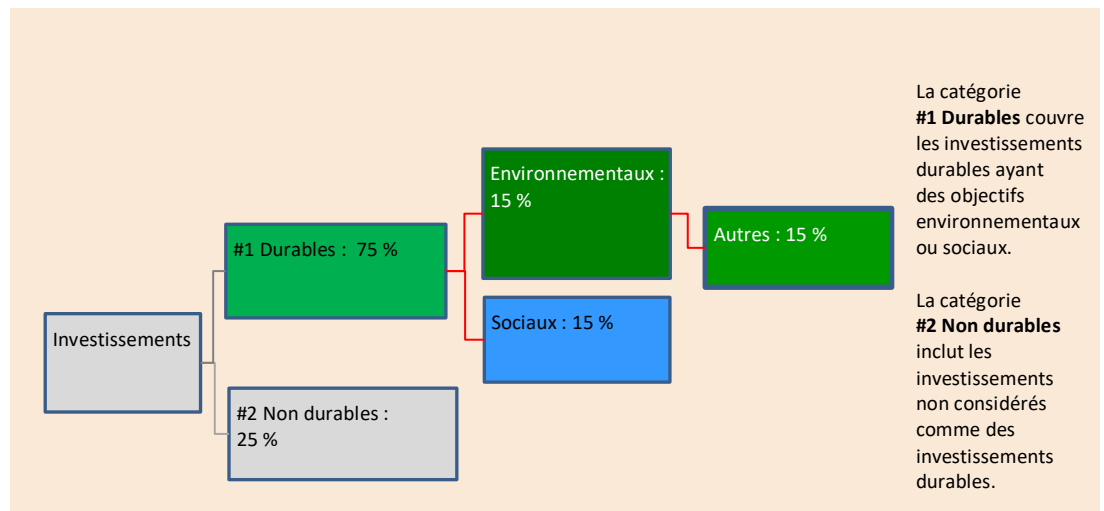 Investissements
#1 Durables :  75 %
#2 Non durables :
25 %
Environnementaux :
15 %
Sociaux : 15 %
Autres : 15 %
La catégorie
#1 Durables couvre
les investissements
durables ayant
des objectifs
environnementaux
ou sociaux.
La catégorie
#2 Non durables
inclut les
investissements
non considérés
comme des
investissements
durables.